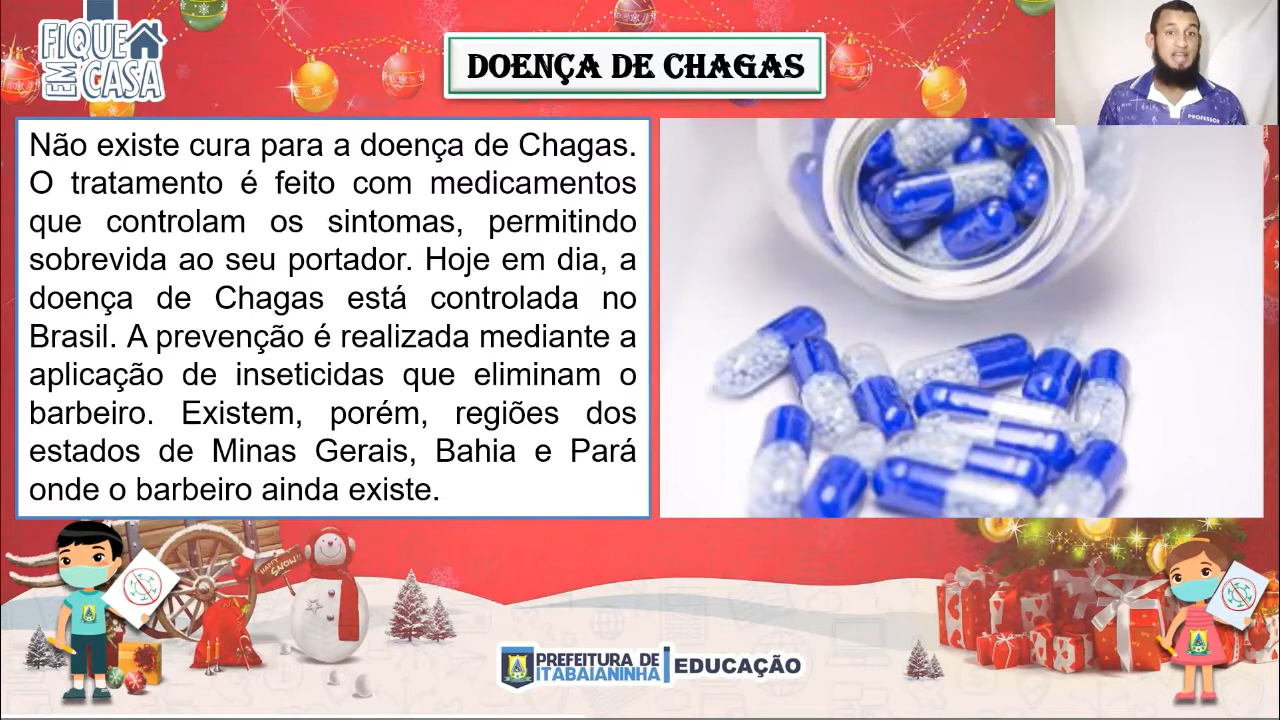 FIQUE
EM
CASA
DOENÇA DE CHAGAS
PROFESSOR
Não existe cura para a doença de Chagas.
O tratamento é feito com medicamentos
que controlam os sintomas, permitindo
sobrevida ao seu portador. Hoje em dia, a
doença de Chagas está controlada no
Brasil. A prevenção é realizada mediante a
aplicação de inseticidas que eliminam o
barbeiro. Existem, porém, regiões dos
estados de Minas Gerais, Bahia e Pará
onde o barbeiro ainda existe.
HAPPY
SNOW!!
PREFEITURA DE
ITABAIANINHA
EDUCAÇÃO